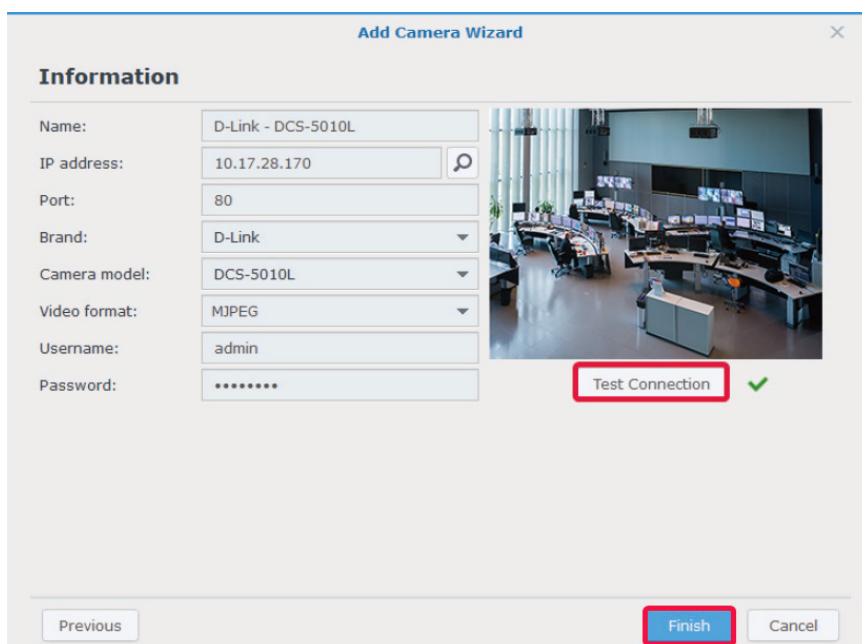 Add Camera Wizard
Information
Name: D-Link - DCS-5010L
IP address: 10.17.28.170
Port: 80
Brand: D-Link
Camera model: DCS-5010L
Video format: MJPEG
Username: admin
Password: ••••••••
Test Connection
Previous Finish Cancel